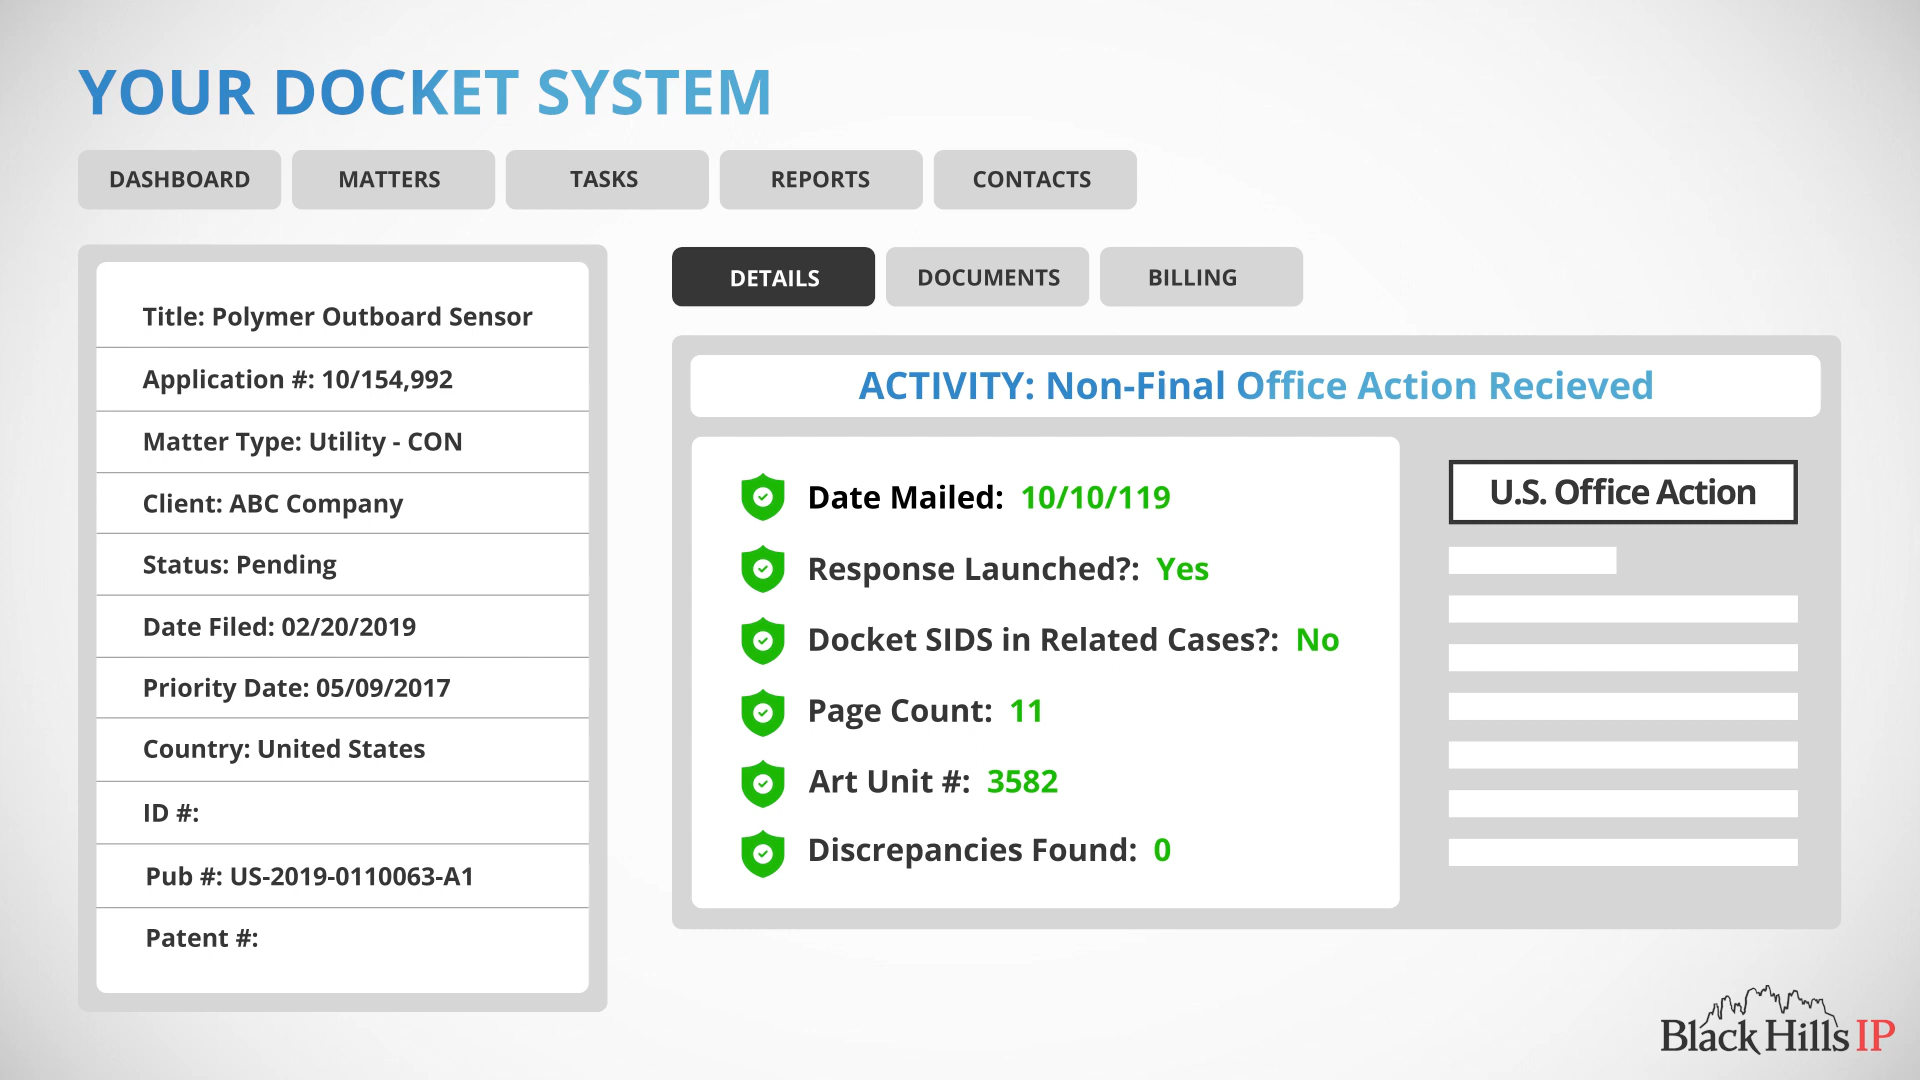 YOUR DOCKET SYSTEM
DASHBOARD
MATTERS
TASKS
REPORTS
CONTACTS
Title: Polymer Outboard Sensor
Application #: 10/154,992
Matter Type: Utility - CON
Client: ABC Company
Status: Pending
Date Filed: 02/20/2019
Priority Date: 05/09/2017
Country: United States
ID #:
Pub #: US-2019-0110063-A1
Patent #:
DETAILS
DOCUMENTS
BILLING
ACTIVITY: Non-Final Office Action Recieved
Date Mailed: 10/10/119
Response Launched?: Yes
Docket SIDS in Related Cases?: No
Page Count: 11
Art Unit #: 3582
Discrepancies Found: 0
U.S. Office Action
Black Hills IP